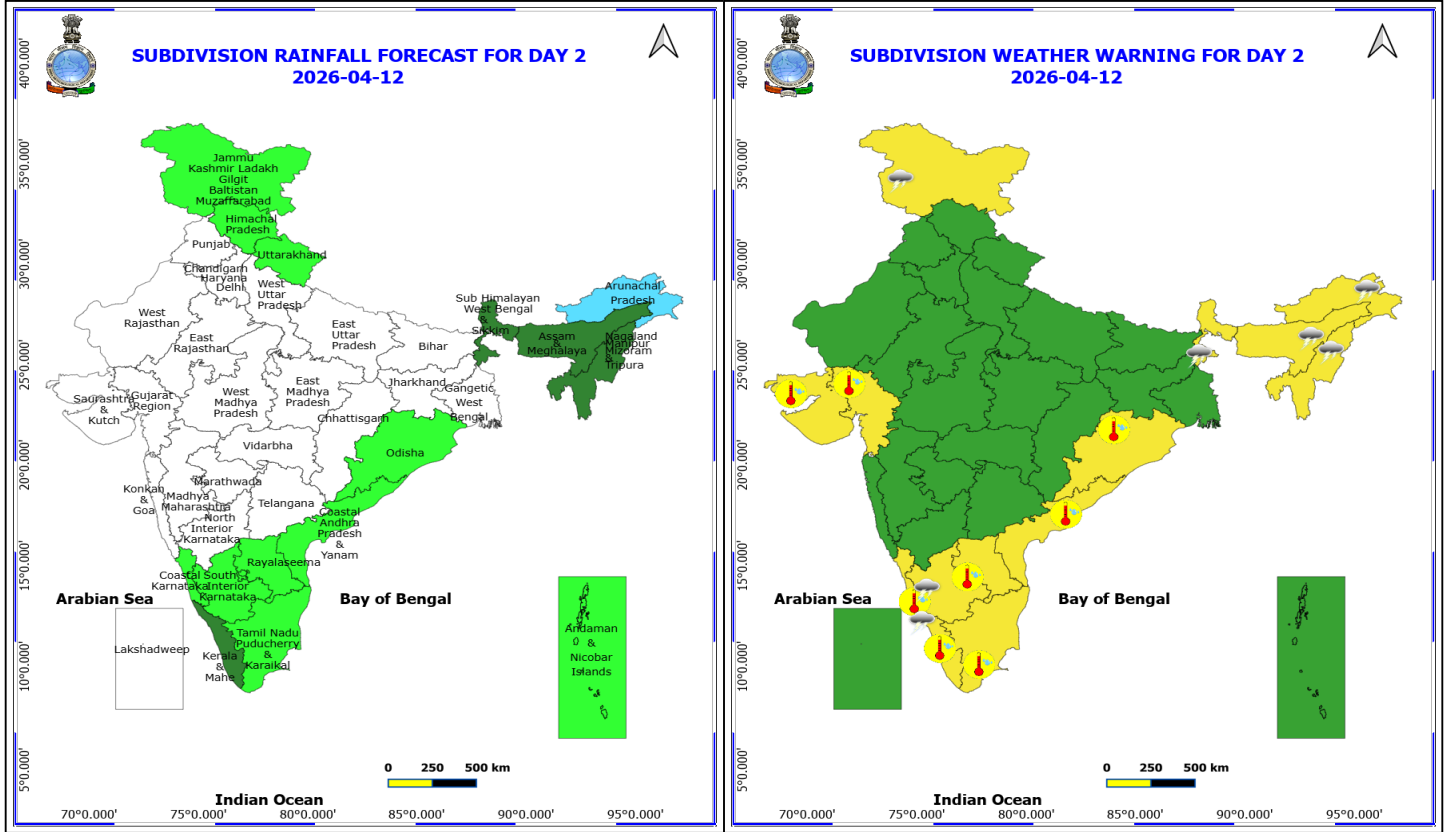 SUBDIVISION RAINFALL FORECAST FOR DAY 2
2026-04-12
40°0.000'
35°0.000'
30°0.000'
25°0.000'
20°0.000'
15°0.000'
10°0.000'
5°0.000'
Jammu
Kashmir Ladakh
Gilgit
Baltistan
Muzaffarabad
Himachal
Pradesh
Punjab
Uttarakhand
Chandigarh
Haryana
Delhi
West
Uttar
Pradesh
Arunachal
Pradesh
Sub Himalayan
West Bengal
&
Sikkim
West
Rajasthan
East
Rajasthan
East
Uttar
Pradesh
Bihar
Assam
&
Meghalaya
Nagaland
Manipur
Mizoram
&
Tripura
Saurashtra
&
Kutch
Gujarat
Region
West
Madhya
Pradesh
East
Madhya
Pradesh
Jharkhand
Gangetic
West
Bengal
Chhattisgarh
Vidarbha
Odisha
Konkan
&
Goa
Madhya
Maharashtra
Marathwada
Telangana
North
Interior
Karnataka
Coastal
Andhra
Pradesh
&
Yanam
Rayalaseema
Coastal
Karnataka
South
Interior
Karnataka
Arabian Sea
Bay of Bengal
Lakshadweep
Kerala
&
Mahe
Tamil Nadu
Puducherry
&
Karaikal
Andaman
&
Nicobar
Islands
0 250 500 km
Indian Ocean
70°0.000' 75°0.000' 80°0.000' 85°0.000' 90°0.000' 95°0.000'
SUBDIVISION WEATHER WARNING FOR DAY 2
2026-04-12
40°0.000'
35°0.000'
30°0.000'
25°0.000'
20°0.000'
15°0.000'
10°0.000'
5°0.000'
Arabian Sea
Bay of Bengal
0 250 500 km
Indian Ocean
70°0.000' 75°0.000' 80°0.000' 85°0.000' 90°0.000' 95°0.000'